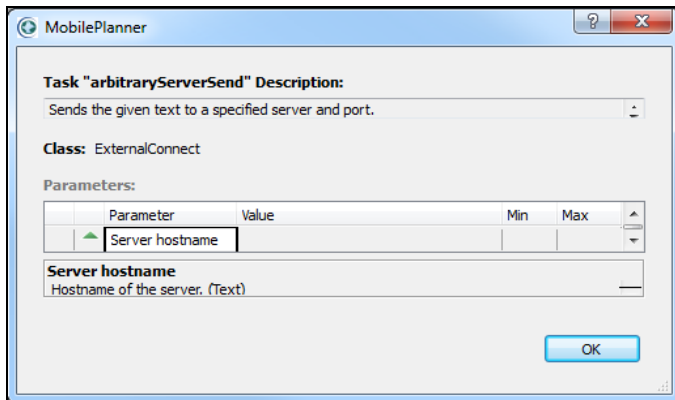 MobilePlanner
Task "arbitraryServerSend" Description:
Sends the given text to a specified server and port.
Class: ExternalConnect
Parameters:
Parameter Value Min Max
Server hostname
Server hostname
Hostname of the server. (Text)
OK